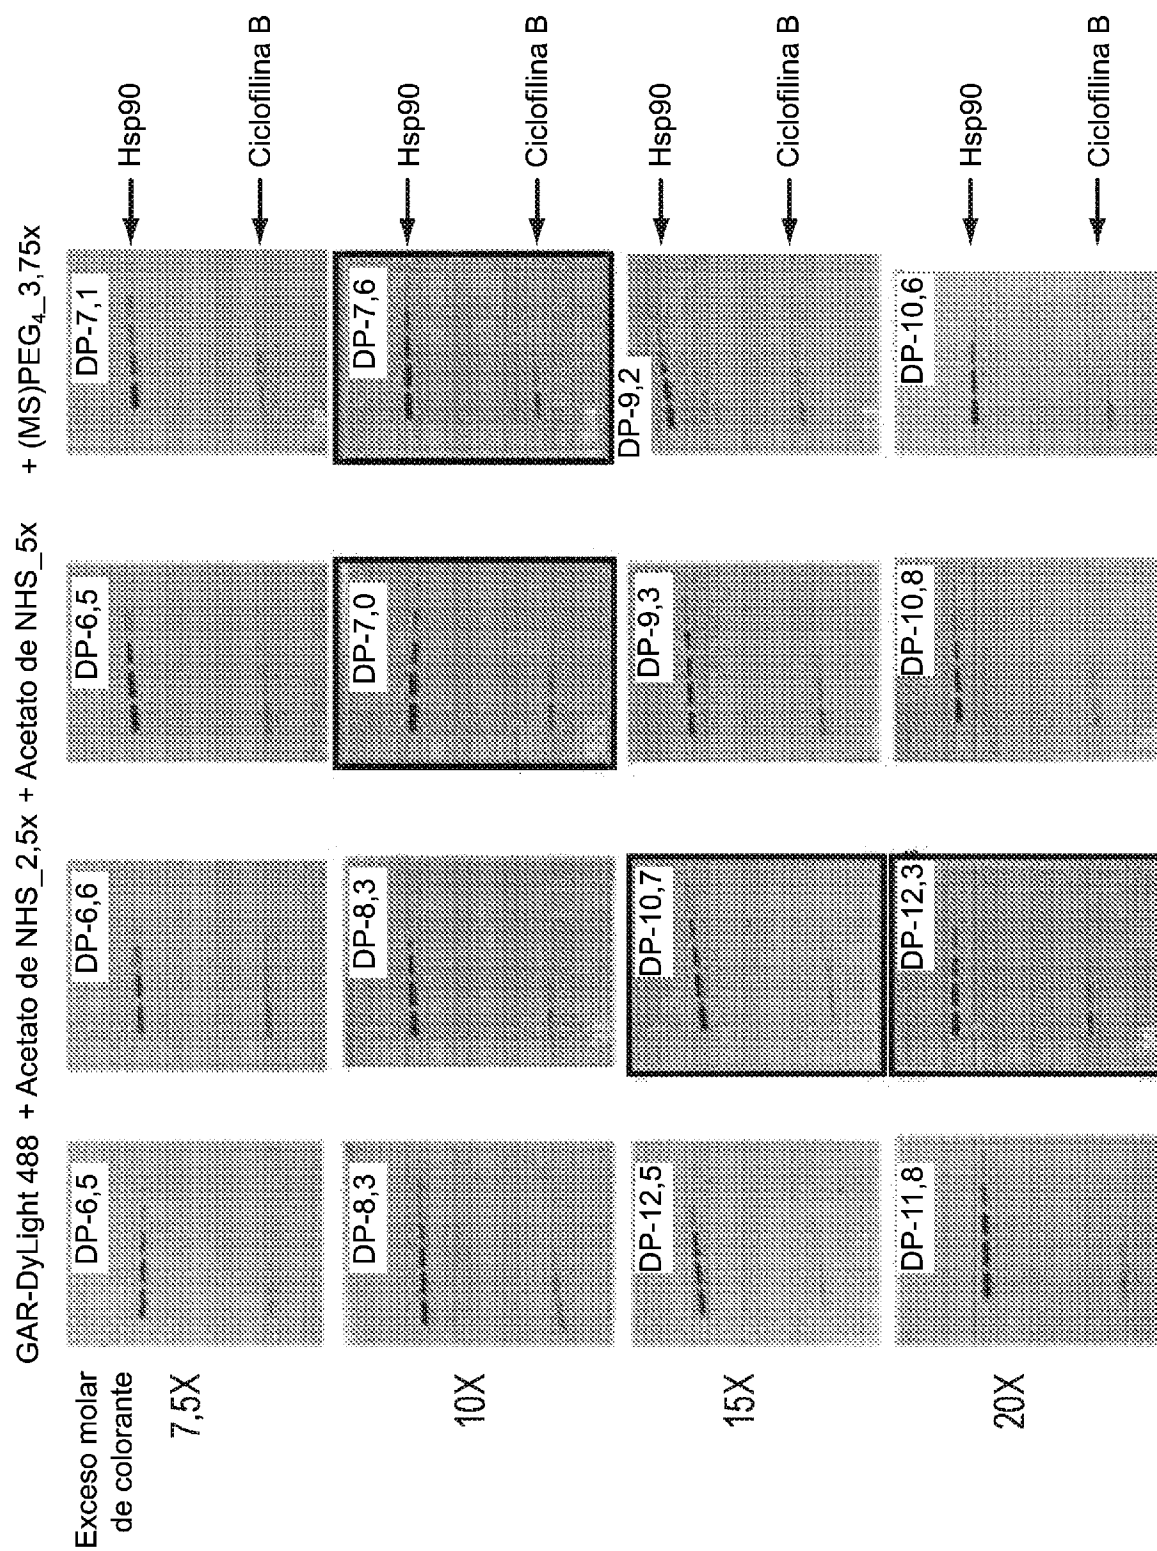 GAR-DyLight 488 + Acetato de NHS_2,5x + Acetato de NHS_5x + (MS)PEG4_3,75x
Exceso molar
de colorante
7,5X
DP-6,5
DP-6,6
DP-6,5
DP-7,1
Hsp90
Ciclofilina B
10X
DP-8,3
DP-8,3
DP-7,0
DP-7,6
Hsp90
Ciclofilina B
15X
DP-12,5
DP-10,7
DP-9,3
DP-9,2
Hsp90
Ciclofilina B
20X
DP-11,8
DP-12,3
DP-10,8
DP-10,6
Hsp90
Ciclofilina B